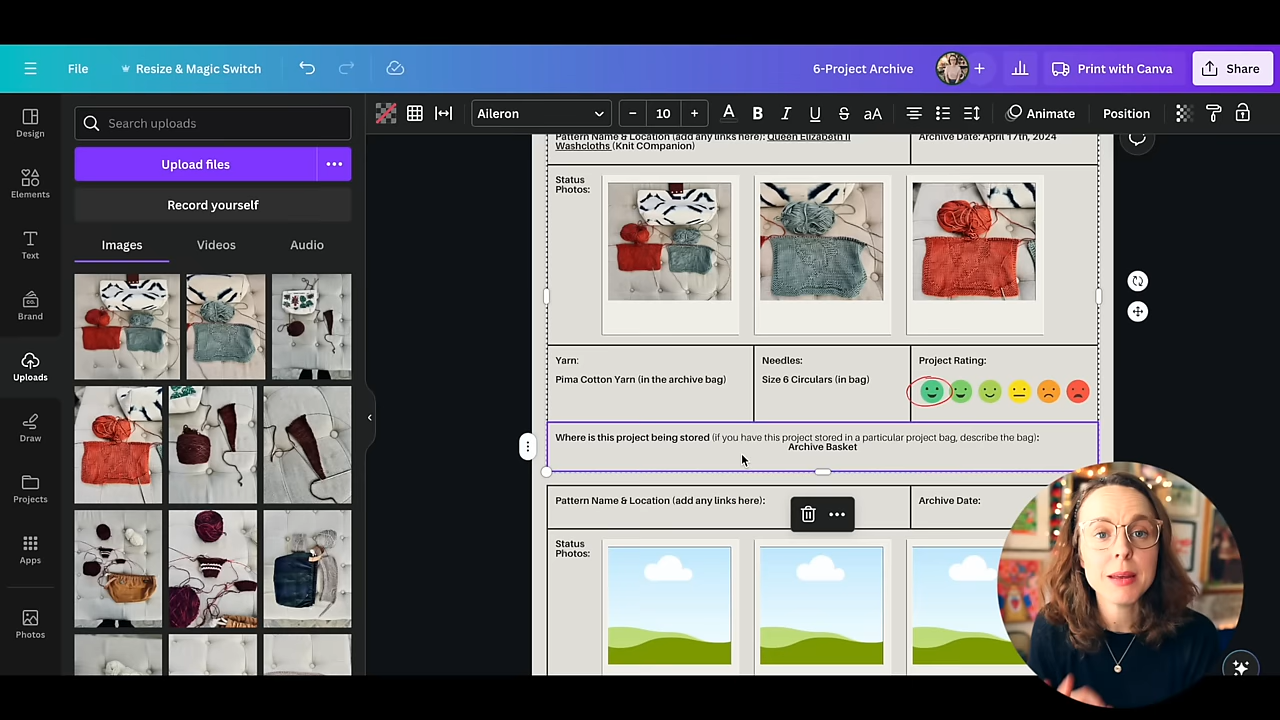 File
Resize & Magic Switch
6-Project Archive
Print with Canva
Share
Design
Elements
Text
BRAND
CO.
Brand
Uploads
Draw
Projects
Apps
Photos
Search uploads
Upload files
Record yourself
Images
Videos
Audio
Aileron
10
A
B
I
U
S
aA
Animate
Position
Pattern Name & Location (add any links here): Queen Elizabeth II
Washcloths (Knit COmpanion)
Archive Date: April 17th, 2024
Status
Photos:
Yarn:
Pima Cotton Yarn (in the archive bag)
Needles:
Size 6 Circulars (in bag)
Project Rating:
Where is this project being stored (if you have this project stored in a particular project bag, describe the bag):
Archive Basket
Pattern Name & Location (add any links here):
Archive Date:
Status
Photos: